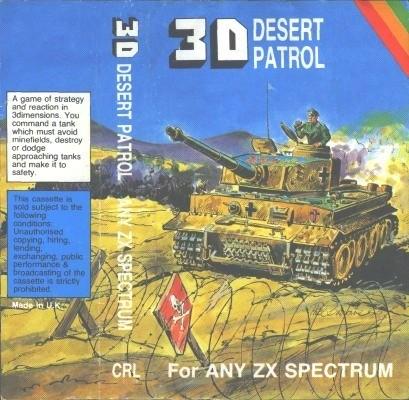 3D DESERT
PATROL
A game of strategy
and reaction in
3dimensions. You
command a tank
which must avoid
minefields, destroy
or dodge
approaching tanks
and make it to
safety.
This cassette is
sold subject to the
following
conditions:
Unauthorised
copying, hiring,
lending,
exchanging, public
performance &
broadcasting of the
cassette is strictly
prohibited.
Made in U.K.
3D DESERT PATROL ANY ZX SPECTRUM
CRL
For ANY ZX SPECTRUM